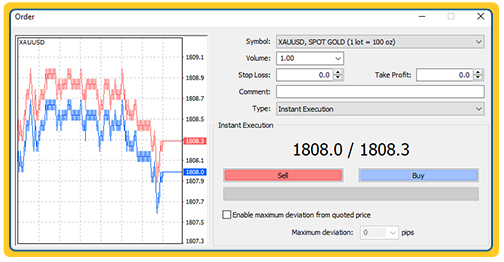 Order
XAUUSD
1809.1
1808.9
1808.7
1808.5
1808.3
1808.1
1808.0
1807.9
1807.7
1807.5
1807.3
Symbol: XAUUSD, SPOT GOLD (1 lot = 100 oz)
Volume: 1.00
Stop Loss: 0.0 Take Profit: 0.0
Comment:
Type: Instant Execution
Instant Execution
1808.0 / 1808.3
Sell Buy
Enable maximum deviation from quoted price
Maximum deviation: 0 pips